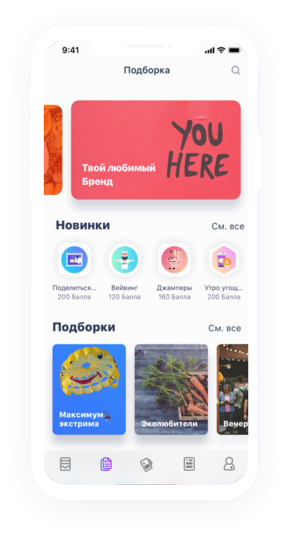 9:41
Подборка
YOU
HERE
Твой любимый
Бренд
Новинки
См. все
Поделиться...
Вейвинг
Джамперы
Утро угощ...
200 Балла
120 Балла
160 Балла
200 Балла
Подборки
См. все
Максимум
экстрима
Эколюбители
Вечер